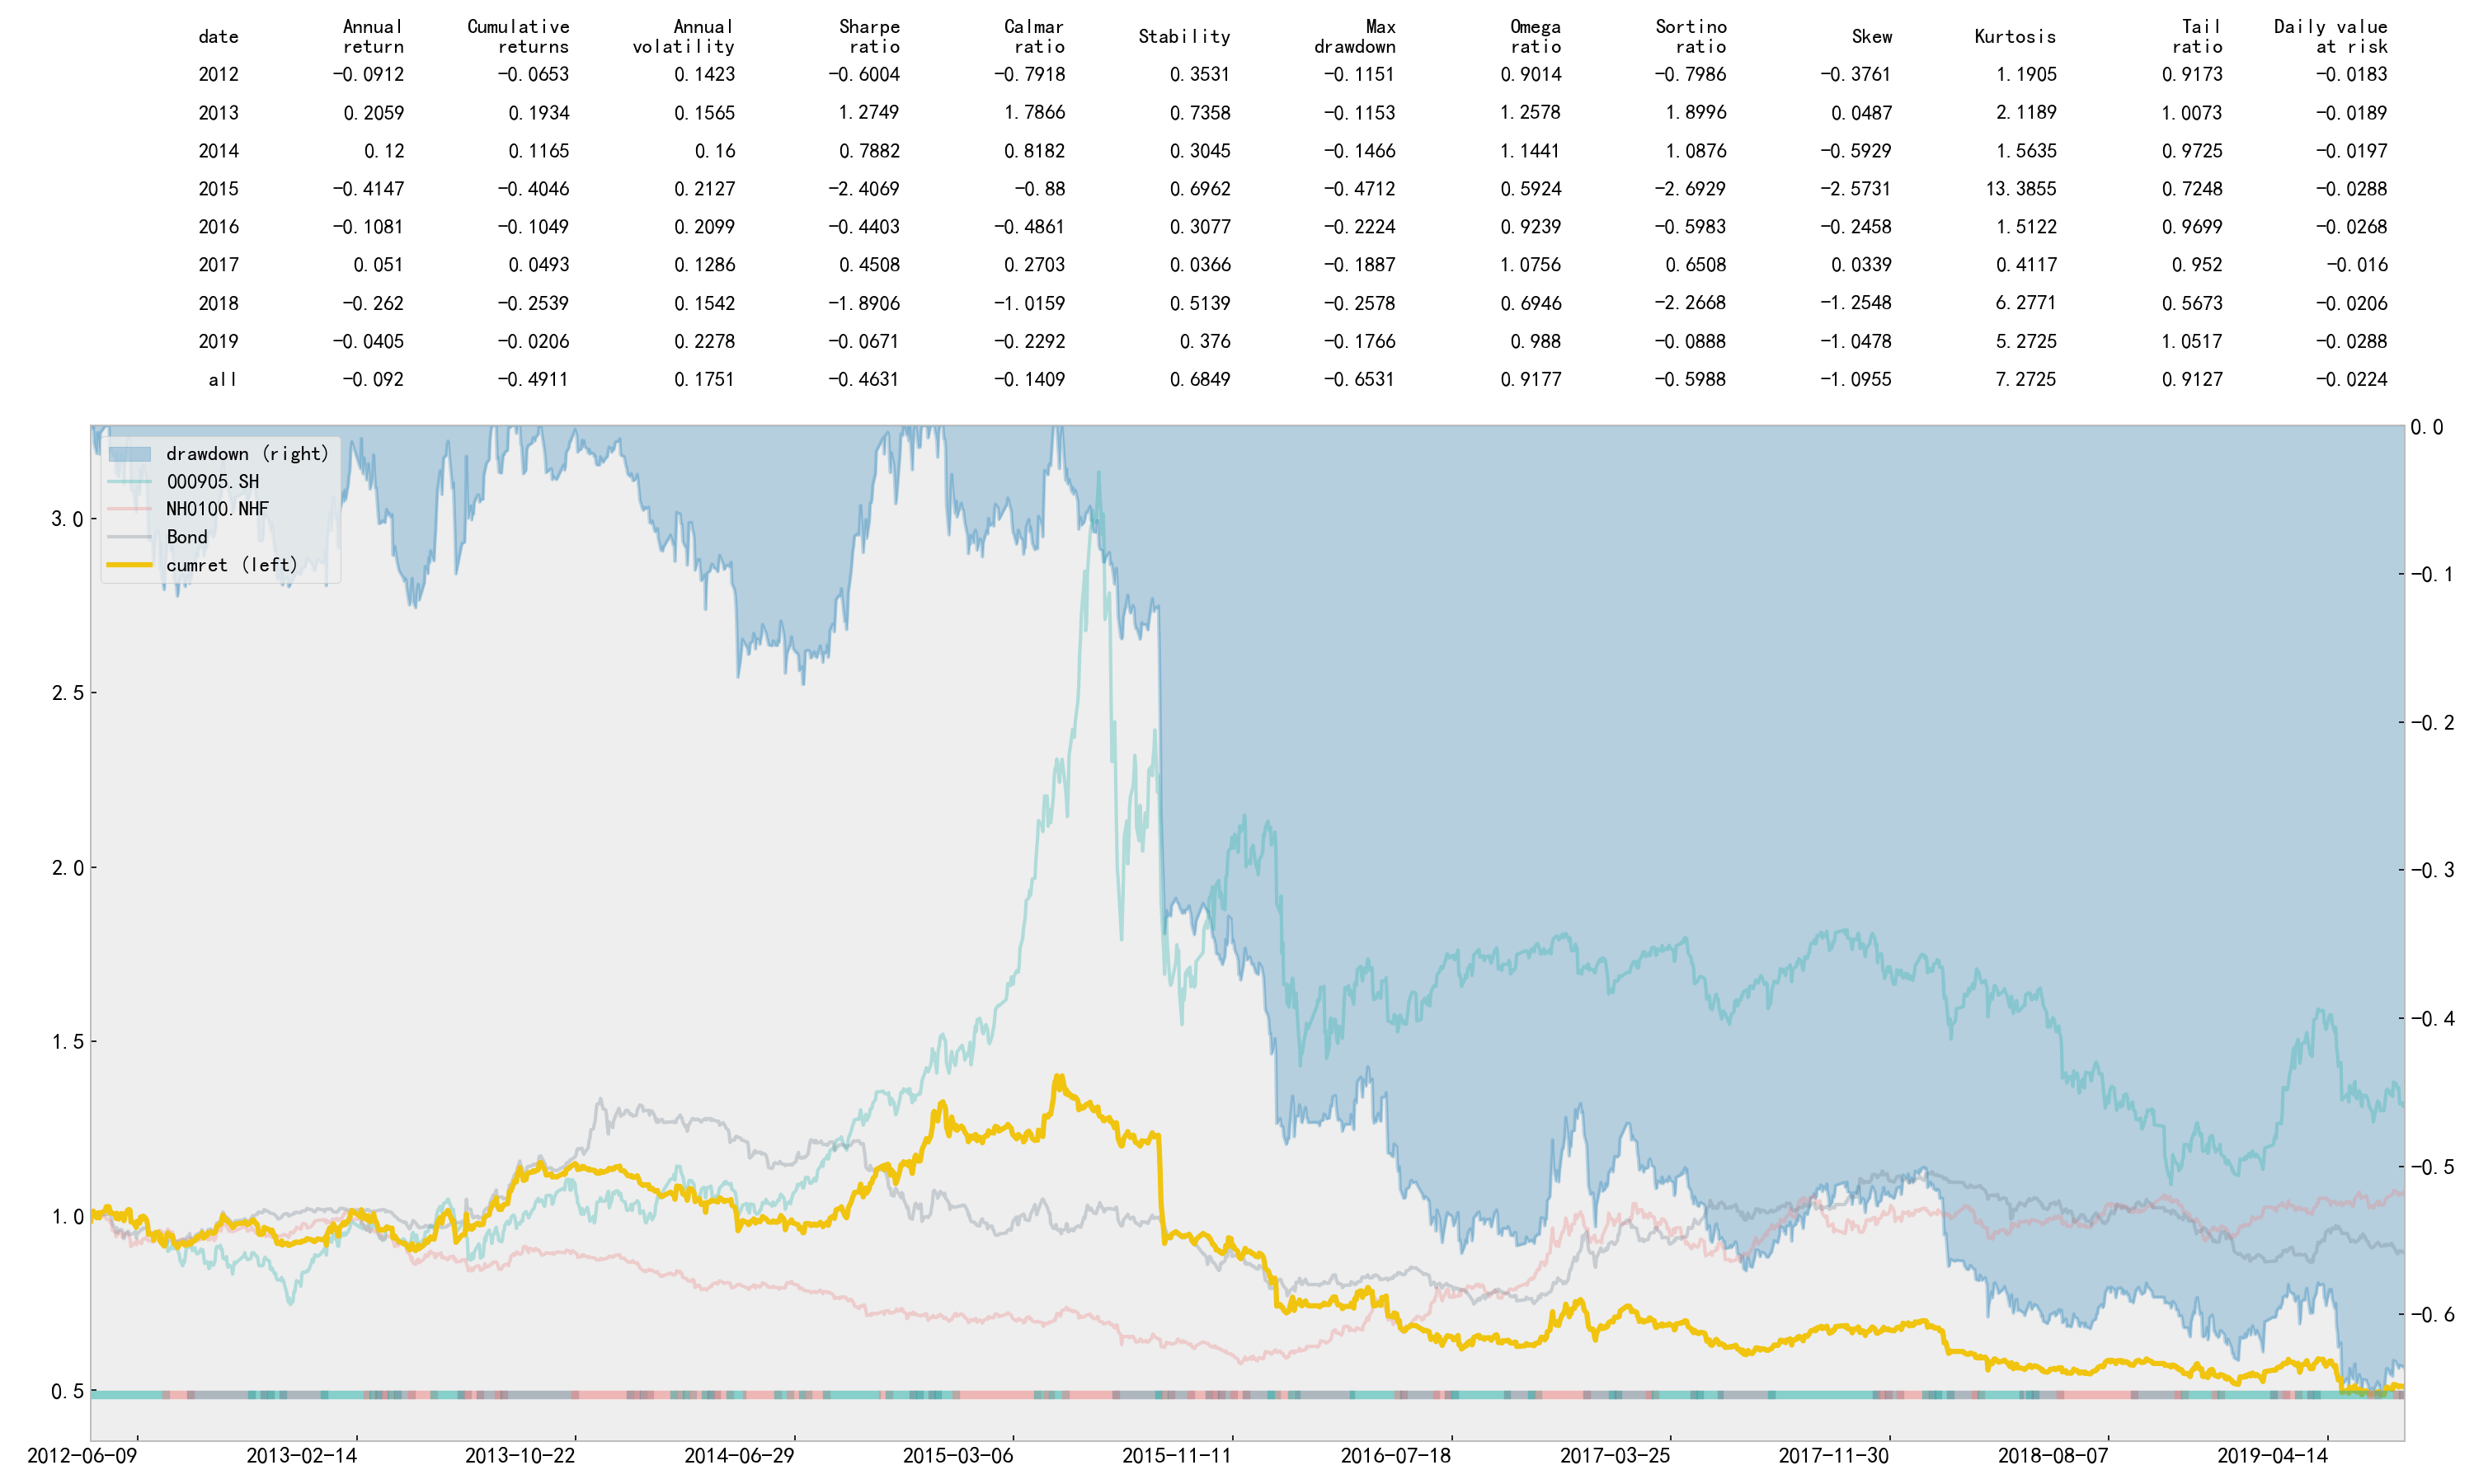 date Annual return Cumulative returns Annual volatility Sharpe ratio Calmar ratio Stability Max drawdown Omega ratio Sortino ratio Skew Kurtosis Tail ratio Daily value at risk
2012 -0.0912 -0.0653 0.1423 -0.6004 -0.7918 0.3531 -0.1151 0.9014 -0.7986 -0.3761 1.1905 0.9173 -0.0183
2013 0.2059 0.1934 0.1565 1.2749 1.7866 0.7358 -0.1153 1.2578 1.8996 0.0487 2.1189 1.0073 -0.0189
2014 0.12 0.1165 0.16 0.7882 0.8182 0.3045 -0.1466 1.1441 1.0876 -0.5929 1.5635 0.9725 -0.0197
2015 -0.4147 -0.4046 0.2127 -2.4069 -0.88 0.6962 -0.4712 0.5924 -2.6929 -2.5731 13.3855 0.7248 -0.0288
2016 -0.1081 -0.1049 0.2099 -0.4403 -0.4861 0.3077 -0.2224 0.9239 -0.5983 -0.2458 1.5122 0.9699 -0.0268
2017 0.051 0.0493 0.1286 0.4508 0.2703 0.0366 -0.1887 1.0756 0.6508 0.0339 0.4117 0.952 -0.016
2018 -0.262 -0.2539 0.1542 -1.8906 -1.0159 0.5139 -0.2578 0.6946 -2.2668 -1.2548 6.2771 0.5673 -0.0206
2019 -0.0405 -0.0206 0.2278 -0.0671 -0.2292 0.376 -0.1766 0.988 -0.0888 -1.0478 5.2725 1.0517 -0.0288
all -0.092 -0.4911 0.1751 -0.4631 -0.1409 0.6849 -0.6531 0.9177 -0.5988 -1.0955 7.2725 0.9127 -0.0224
drawdown (right)
000905.SH
NH0100.NHF
Bond
cumret (left)
3.0
2.5
2.0
1.5
1.0
0.5
0.0
-0.1
-0.2
-0.3
-0.4
-0.5
-0.6
2012-06-09 2013-02-14 2013-10-22 2014-06-29 2015-03-06 2015-11-11 2016-07-18 2017-03-25 2017-11-30 2018-08-07 2019-04-14